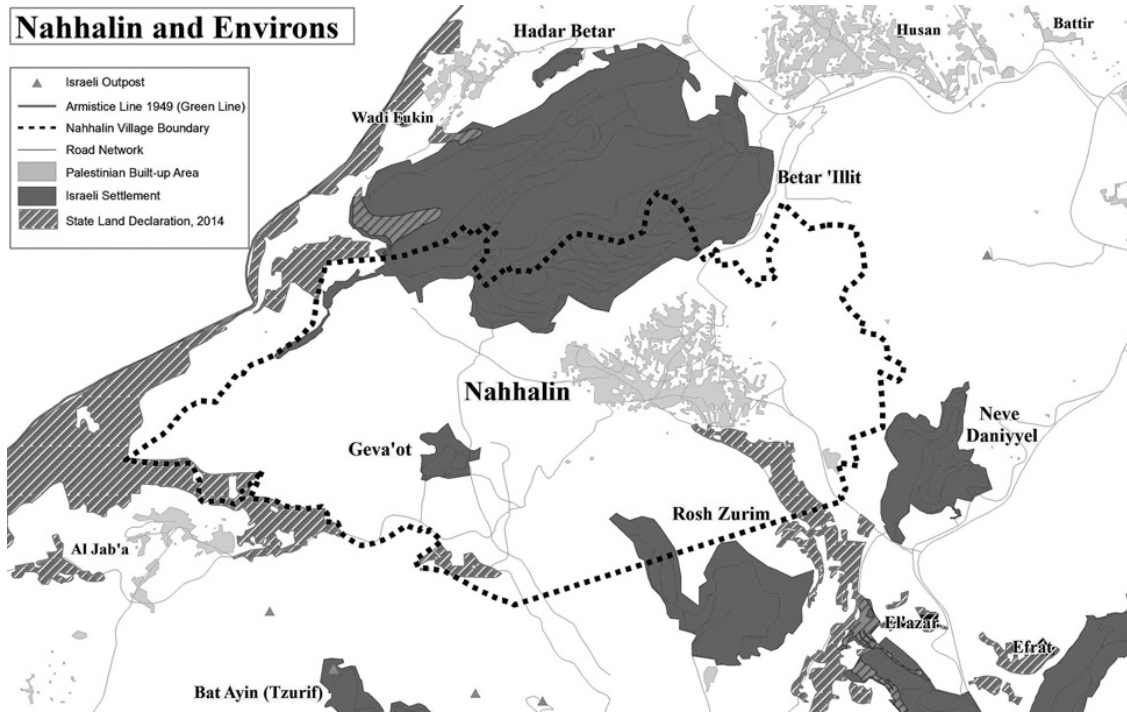 Nahhalin and Environs
Israeli Outpost
Armistice Line 1949 (Green Line)
Nahhalin Village Boundary
Road Network
Palestinian Built-up Area
Israeli Settlement
State Land Declaration, 2014
Hadar Betar
Husan
Battir
Wadi Fukin
Betar 'Illit
Nahhalin
Neve
Daniyyel
Geva'ot
Rosh Zurim
Al Jab'a
El'azar
Efrat
Bat Ayin (Tzurif)